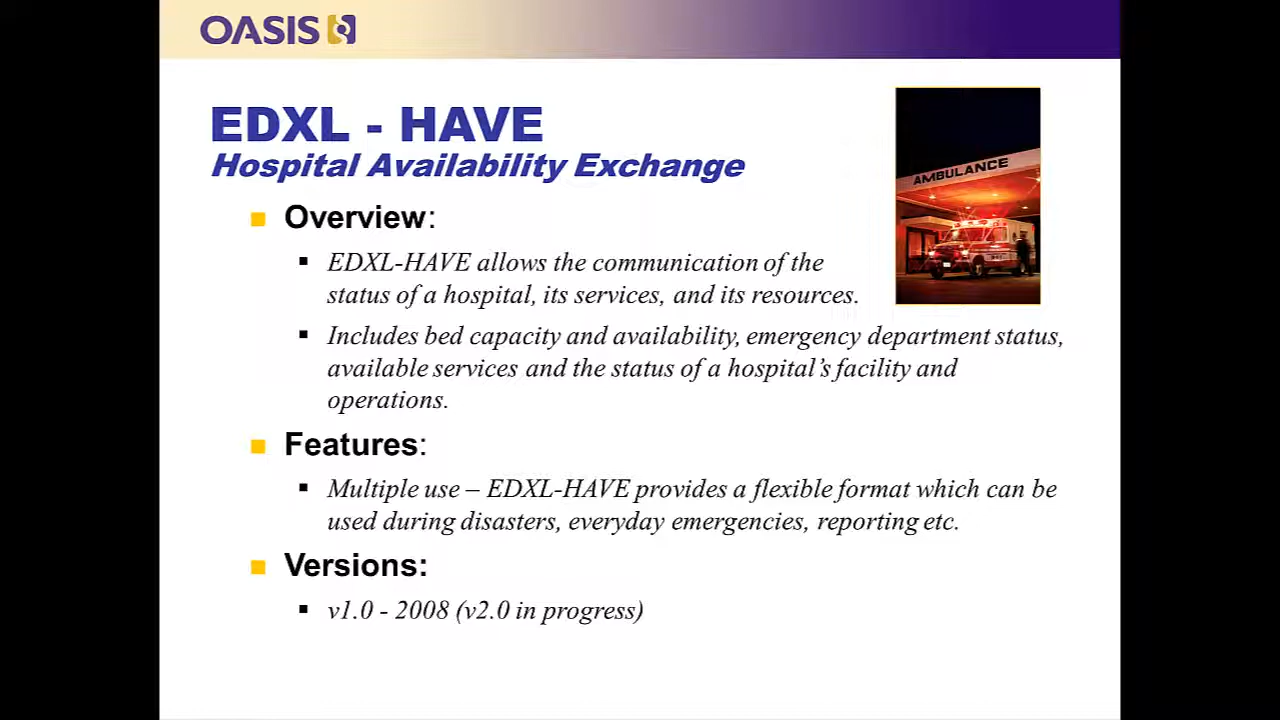 OASIS
EDXL - HAVE
Hospital Availability Exchange
AMBULANCE
Overview:
EDXL-HAVE allows the communication of the
status of a hospital, its services, and its resources.
Includes bed capacity and availability, emergency department status,
available services and the status of a hospital's facility and
operations.
Features:
Multiple use – EDXL-HAVE provides a flexible format which can be
used during disasters, everyday emergencies, reporting etc.
Versions:
v1.0 - 2008 (v2.0 in progress)